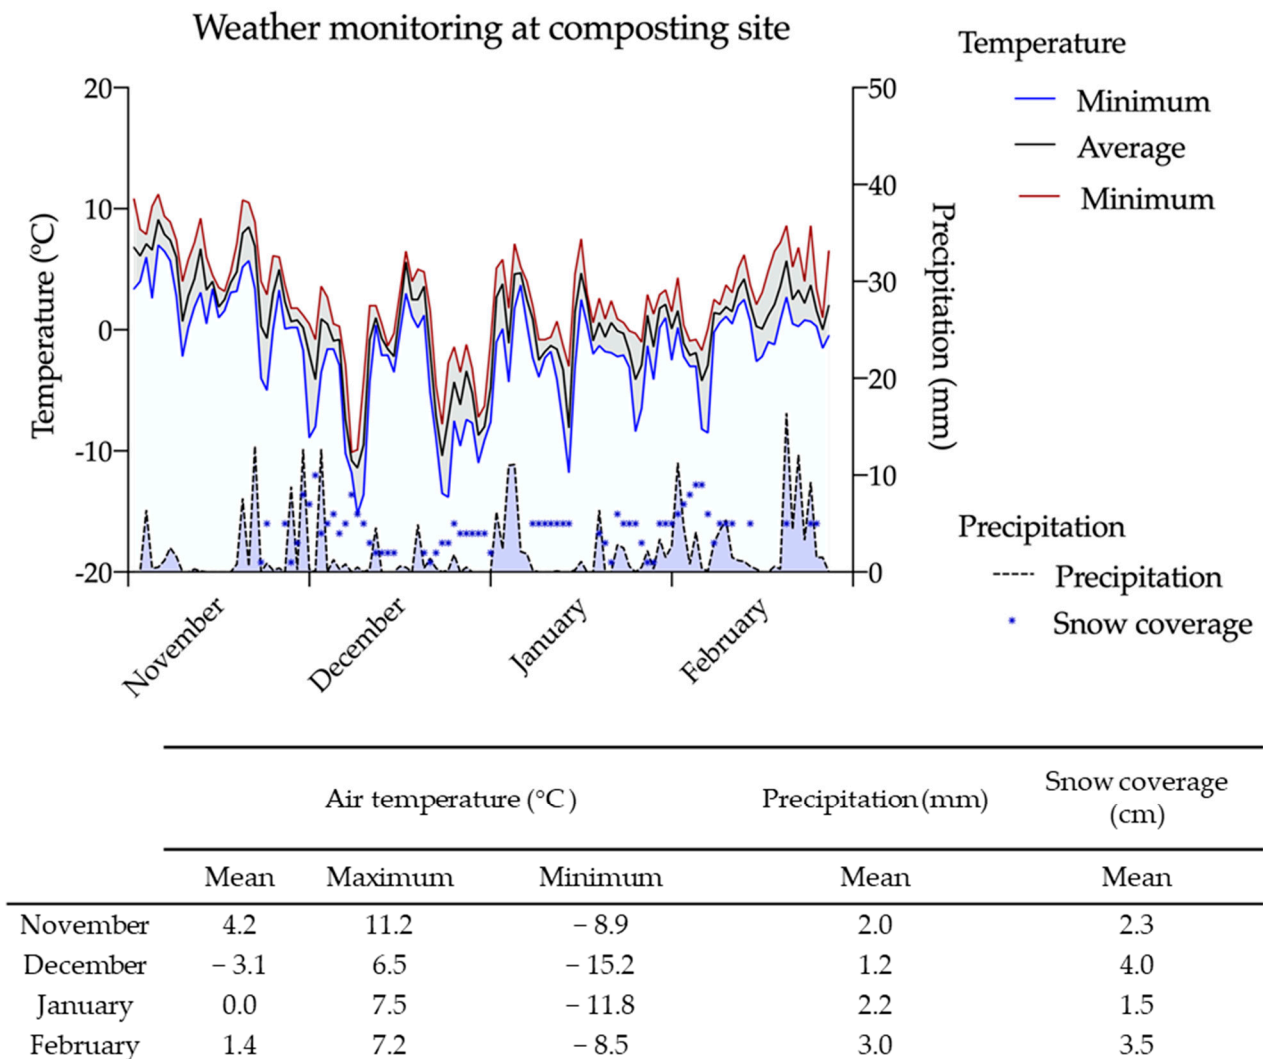 Weather monitoring at composting site
Temperature
Minimum
Average
Minimum
Precipitation
Precipitation
Snow coverage
Temperature (°C)
20
10
0
-10
-20
Precipitation (mm)
50
40
30
20
10
0
November
December
January
February
Air temperature (°C) Precipitation (mm) Snow coverage
(cm)
Mean Maximum Minimum Mean Mean
November 4.2 11.2 – 8.9 2.0 2.3
December – 3.1 6.5 – 15.2 1.2 4.0
January 0.0 7.5 – 11.8 2.2 1.5
February 1.4 7.2 – 8.5 3.0 3.5